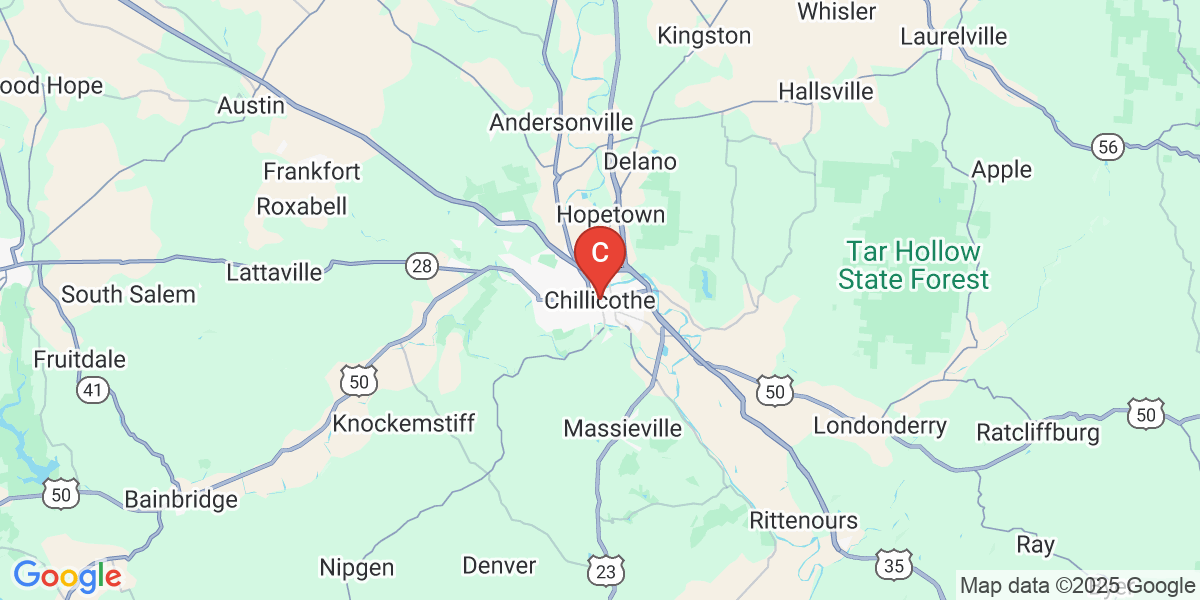 Whisler
Kingston
Laurelville
ood Hope
Hallsville
Austin
Andersonville
56
Delano
Apple
Frankfort
Roxabell
Hopetown
C
Tar Hollow
State Forest
28
Lattaville
South Salem
Chillicothe
Fruitdale
50
41
50
Knockemstiff
Massieville
Londonderry
50
Ratcliffburg
50
Bainbridge
Rittenours
Ray
Nipgen
Denver
23
35
Google
Map data ©2025 Google